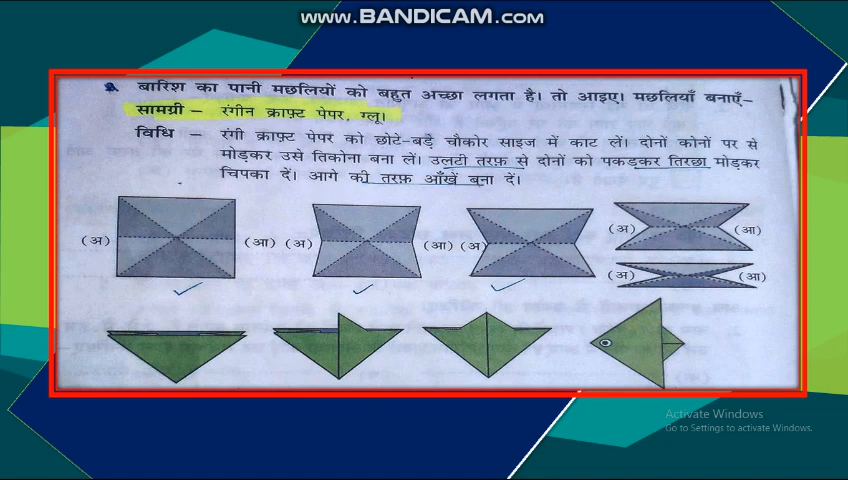 www.BANDICAM.com
बारिश का पानी मछलियों को बहुत अच्छा लगता है। तो आइए। मछलियाँ बनाएँ–
सामग्री – रंगीन क्राफ़्ट पेपर, ग्लू।
विधि – रंगी क्राफ़्ट पेपर को छोटे-बड़े चौकोर साइज में काट लें। दोनों कोनों पर से
मोड़कर उसे तिकोना बना लें। उलटी तरफ़ से दोनों को पकड़कर तिरछा मोड़कर
चिपका दें। आगे की तरफ़ आँखें बना दें।
(अ) (आ) (अ) (आ) (अ) (अ) (आ)
(अ) (आ)
Activate Windows
Go to Settings to activate Windows.